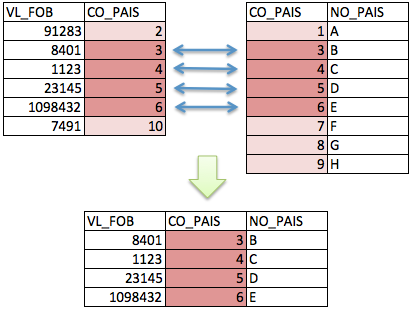 VL_FOB CO_PAIS
91283 2
8401 3
1123 4
23145 5
1098432 6
7491 10
CO_PAIS NO_PAIS
1 A
3 B
4 C
5 D
6 E
7 F
8 G
9 H
VL_FOB CO_PAIS NO_PAIS
8401 3 B
1123 4 C
23145 5 D
1098432 6 E